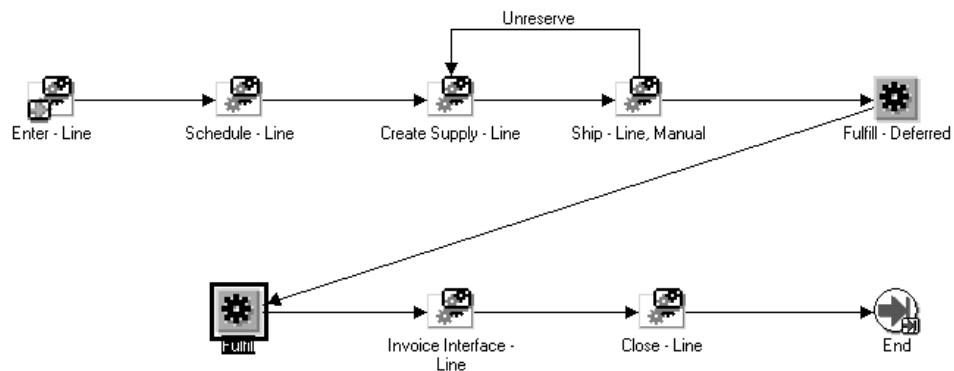 Unreserve
Enter - Line
Schedule - Line
Create Supply - Line
Ship - Line, Manual
Fulfill - Deferred
Fulfill
Invoice Interface -
Line
Close - Line
End